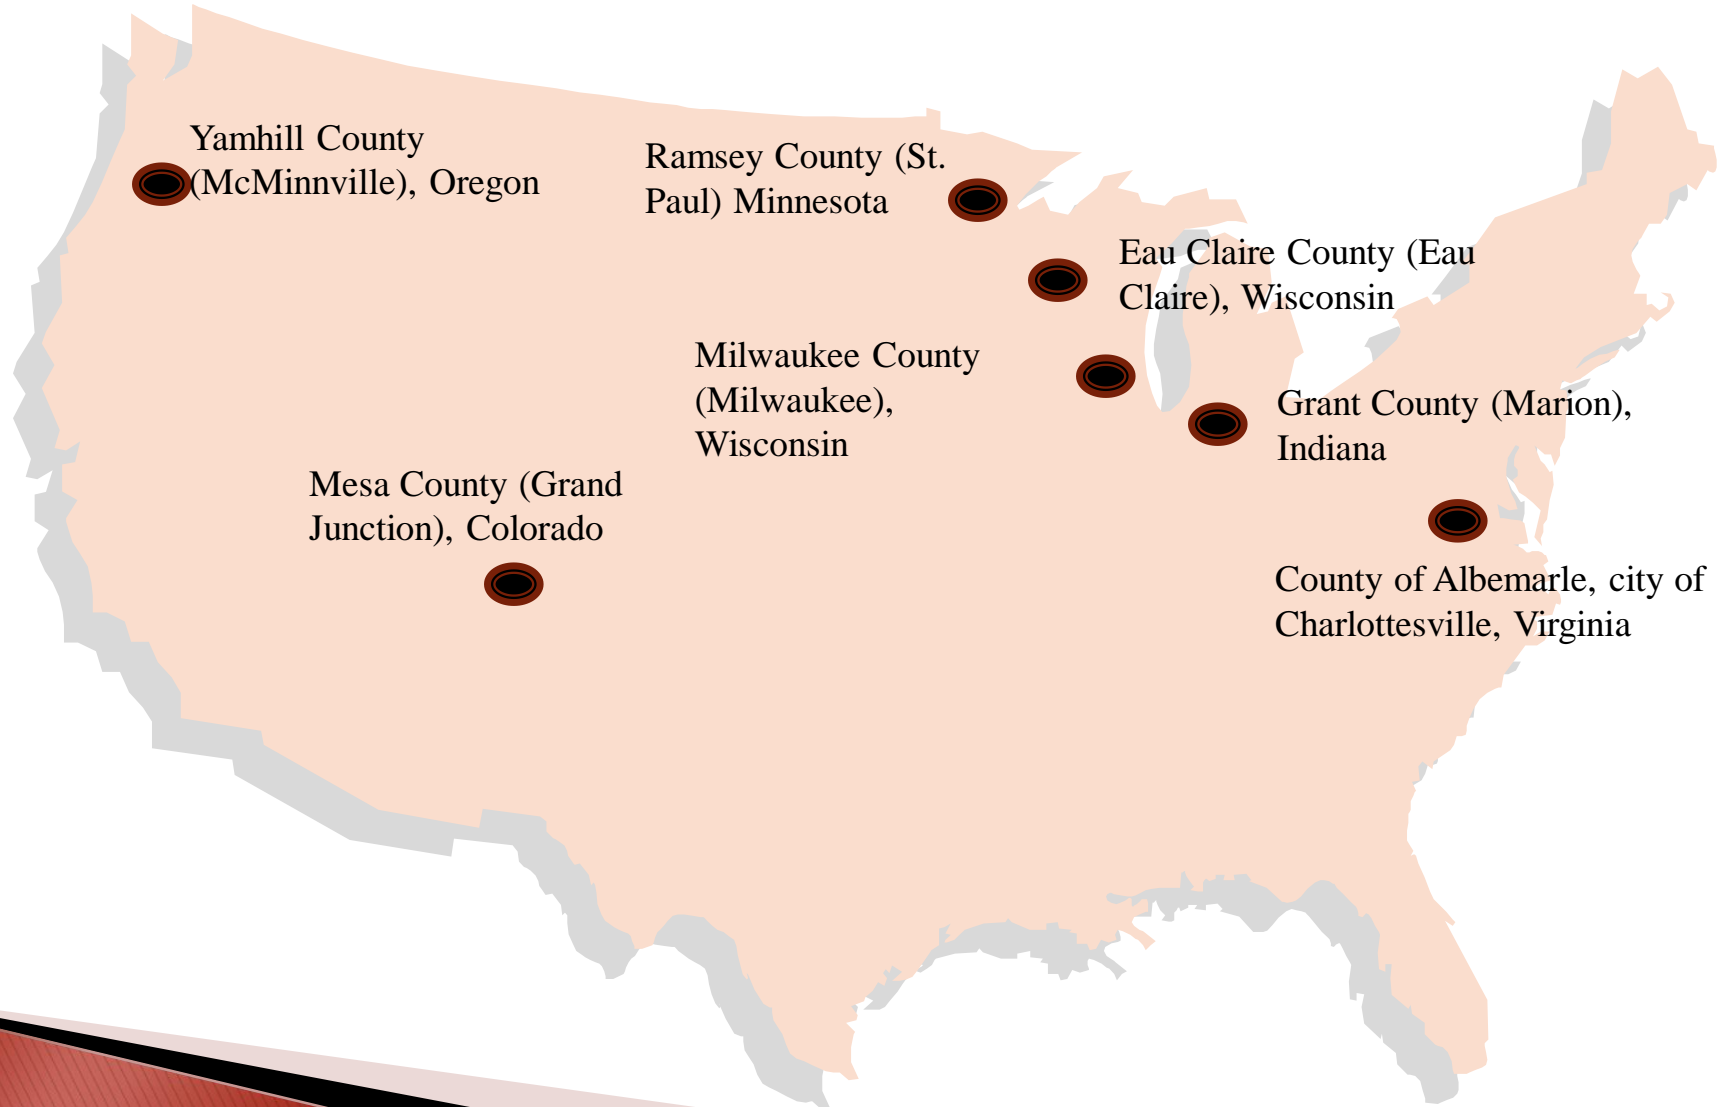 Yamhill County
(McMinnville), Oregon
Ramsey County (St.
Paul) Minnesota
Eau Claire County (Eau
Claire), Wisconsin
Milwaukee County
(Milwaukee),
Wisconsin
Grant County (Marion),
Indiana
Mesa County (Grand
Junction), Colorado
County of Albemarle, city of
Charlottesville, Virginia